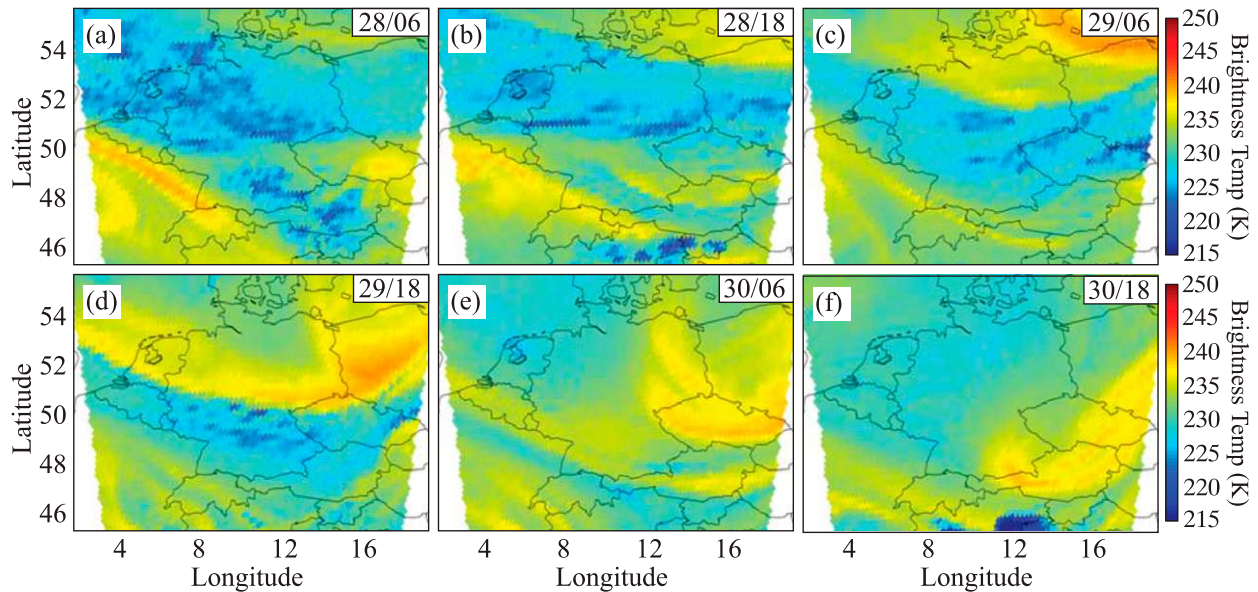 (a) 28/06
(b) 28/18
(c) 29/06
54
52
50
48
46
Latitude
250
245
240
235
230
225
220
215
Brightness Temp (K)
(d) 29/18
(e) 30/06
(f) 30/18
54
52
50
48
46
Latitude
250
245
240
235
230
225
220
215
Brightness Temp (K)
4 8 12 16
4 8 12 16
4 8 12 16
Longitude
Longitude
Longitude